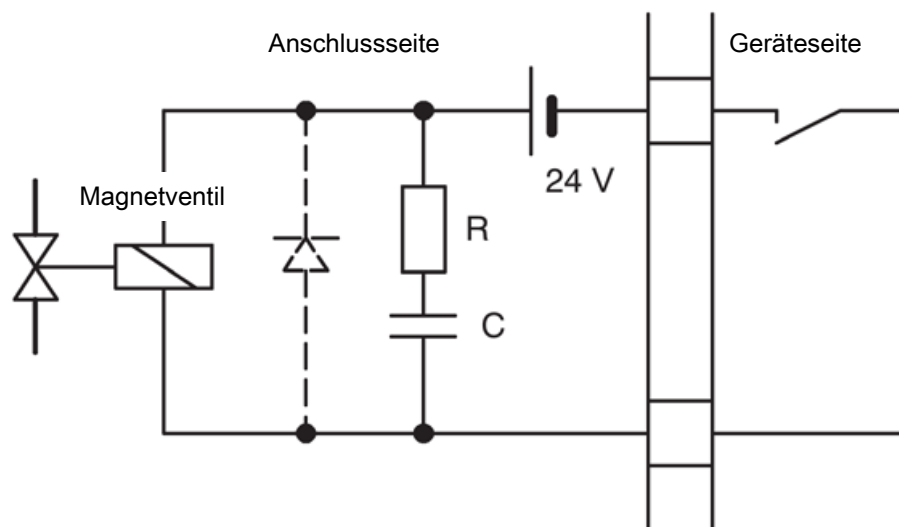 Anschlussseite
Geräteseite
24 V
Magnetventil
R
C